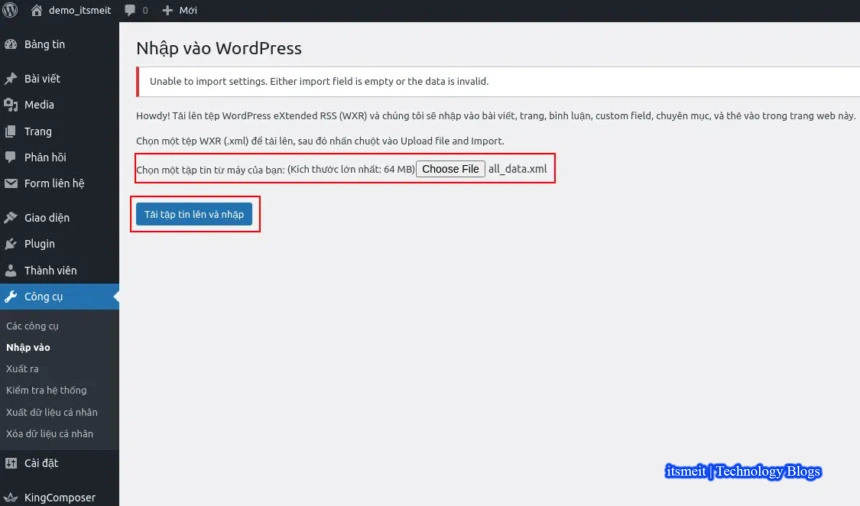 demo_itsmeit 0 Mới
Bảng tin
Bài viết
Media
Trang
Phản hồi
Form liên hệ
Giao diện
Plugin
Thành viên
Công cụ
Các công cụ
Nhập vào
Xuất ra
Kiểm tra hệ thống
Xuất dữ liệu cá nhân
Xóa dữ liệu cá nhân
Cài đặt
KingComposer
Nhập vào WordPress
Unable to import settings. Either import field is empty or the data is invalid.
Howdy! Tải lên tệp WordPress eXtended RSS (WXR) và chúng tôi sẽ nhập vào bài viết, trang, bình luận, custom field, chuyên mục, và thẻ vào trong trang web này.
Chọn một tệp WXR (.xml) để tải lên, sau đó nhấn chuột vào Upload file and Import.
Chọn một tập tin từ máy của bạn: (Kích thước lớn nhất: 64 MB) Choose File all_data.xml
Tải tập tin lên và nhập
itsmeit | Technology Blogs